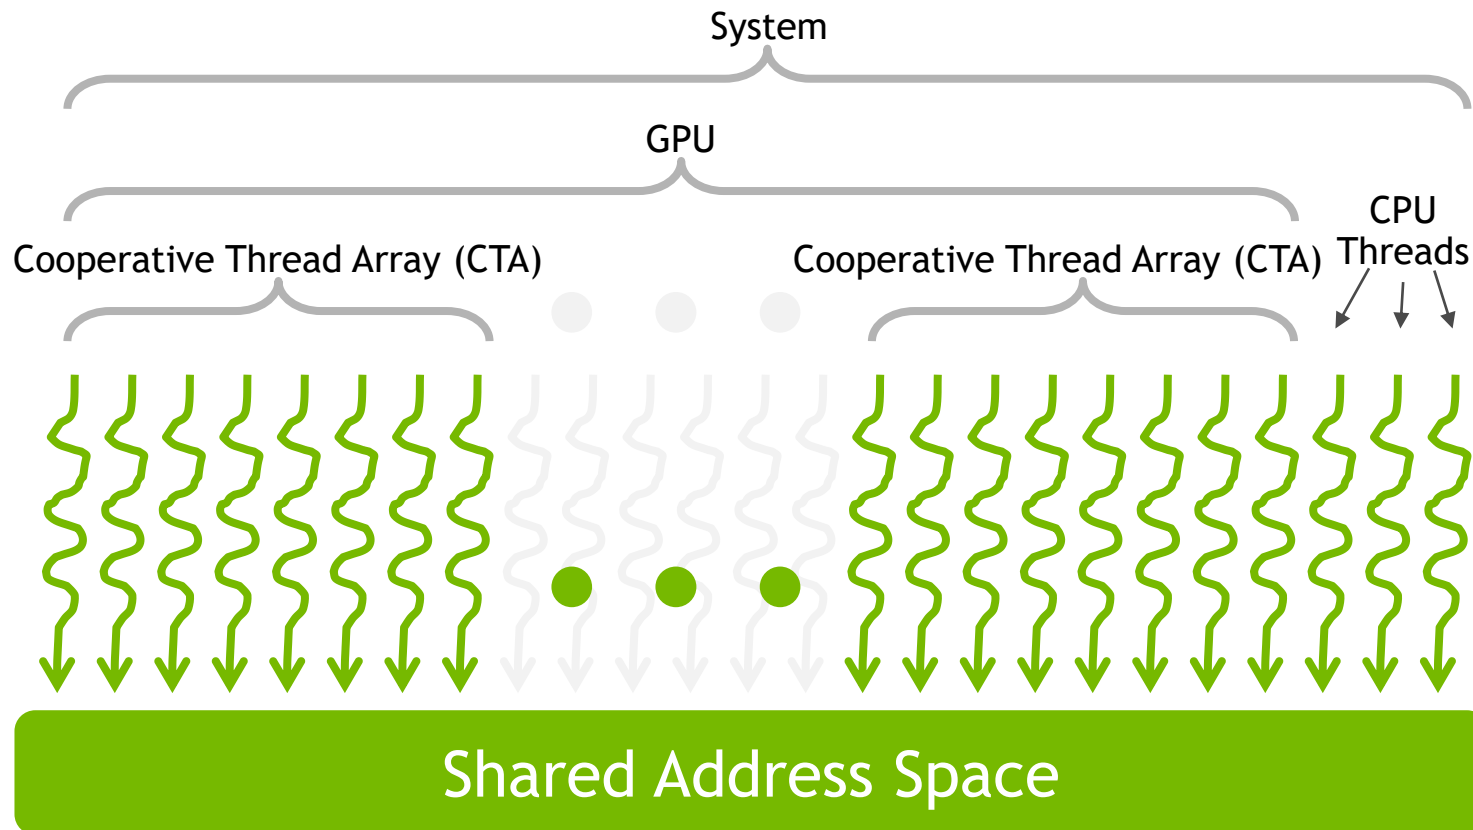 System
GPU
CPU
Threads
Cooperative Thread Array (CTA)
Cooperative Thread Array (CTA)
Shared Address Space